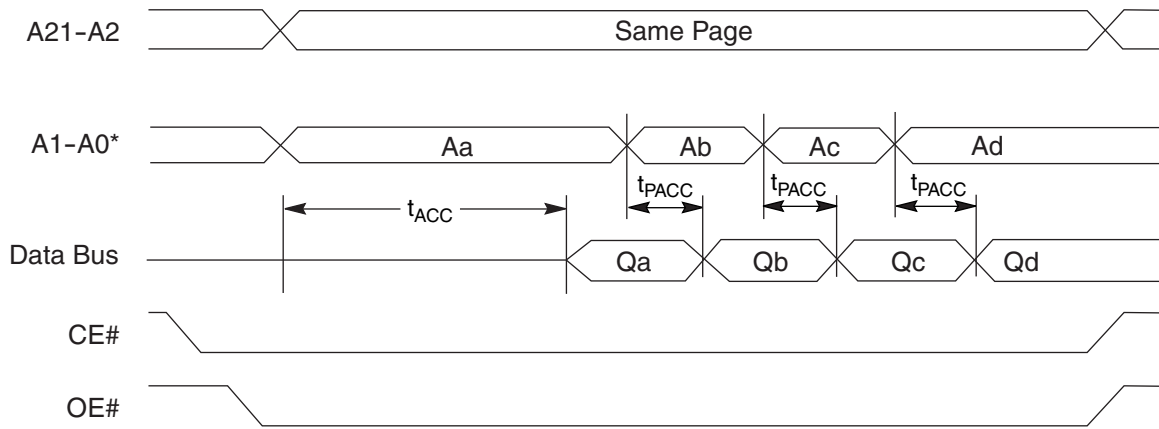 A21-A2
Same Page
A1-A0*
Aa
Ab
Ac
Ad
tACC
tPACC
tPACC
tPACC
Data Bus
Qa
Qb
Qc
Qd
CE#
OE#